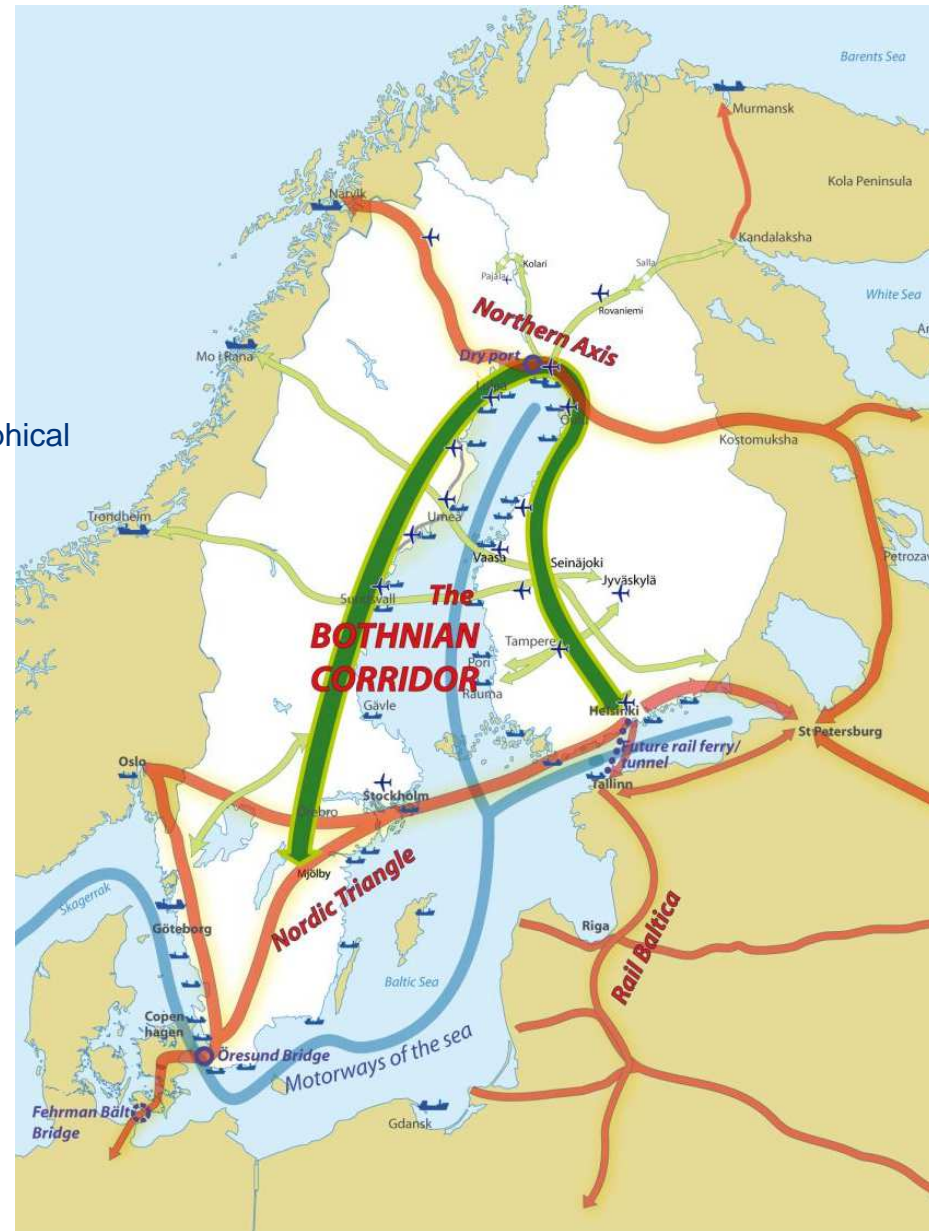 Barents Sea
Murmansk
Kola Peninsula
Narvik
Kandalaksha
Kolari
Salla
Pajala
White Sea
Rovaniemi
Northern Axis
Mo i Rana
Dry port
Luleå
Oulu
phical
Kostomuksha
Trondheim
Umeå
Vaasa
Seinäjoki
Petrozav
Jyväskylä
Sundsvall
The
BOTHNIAN
CORRIDOR
Tampere
Pori
Rauma
Gävle
Helsinki
St Petersburg
Future rail ferry/
tunnel
Oslo
Tallinn
Stockholm
Örebro
Mjölby
Nordic Triangle
Skagerrak
Göteborg
Riga
Rail Baltica
Baltic Sea
Copen
hagen
Öresund Bridge
Motorways of the sea
Fehrman Bält
Bridge
Gdansk